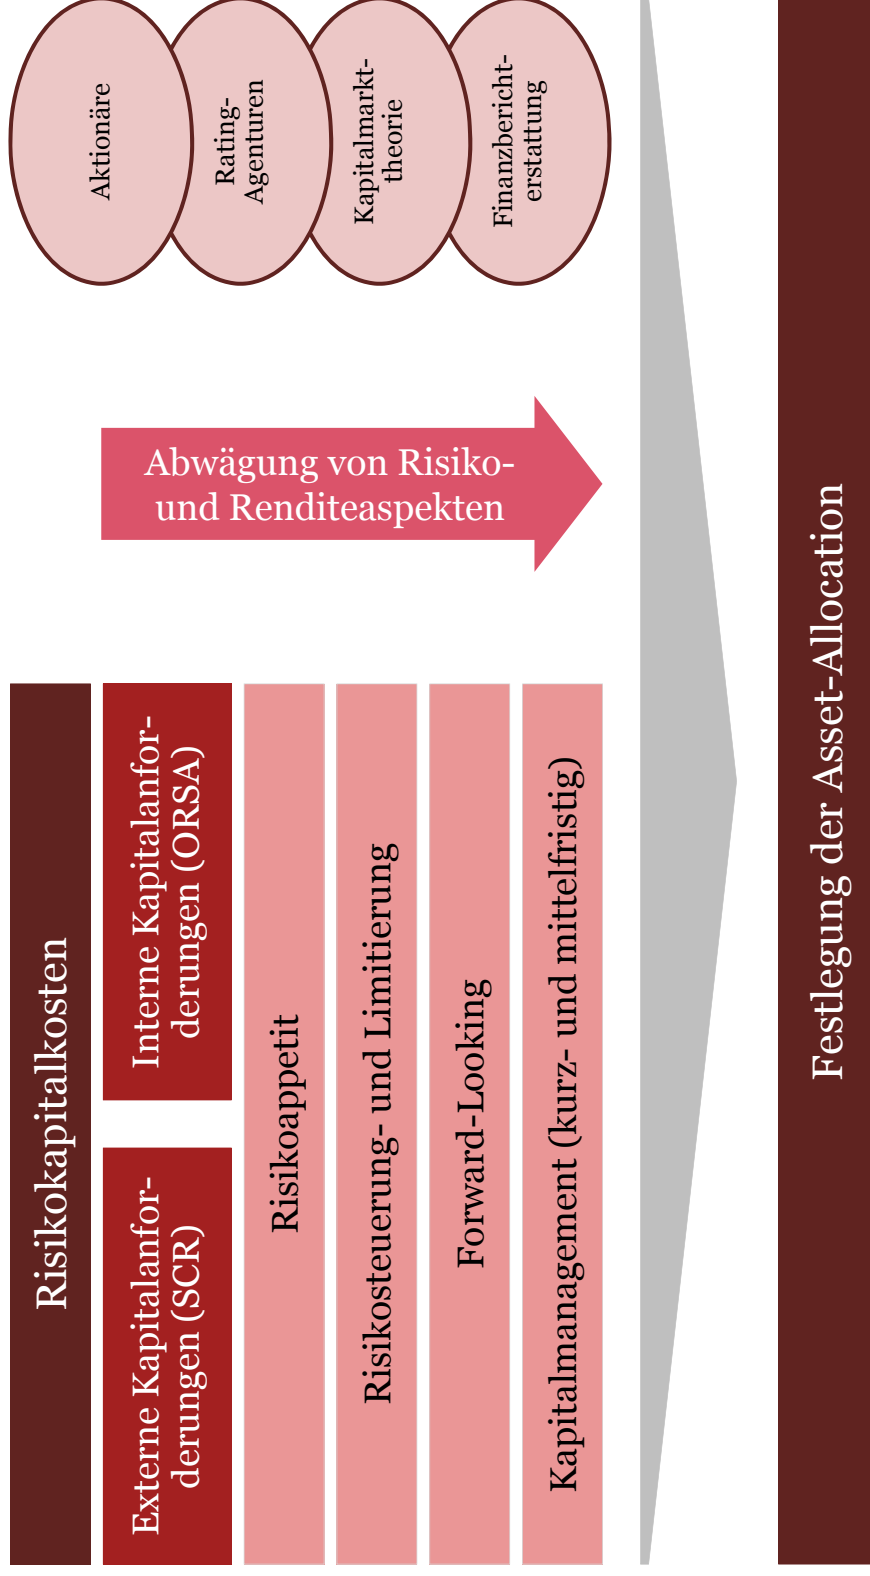 Risikokapitalkosten
Externe Kapitalanfor-
derungen (SCR)
Interne Kapitalanfor-
derungen (ORSA)
Risikoappetit
Risikosteuerung- und Limitierung
Forward-Looking
Kapitalmanagement (kurz- und mittelfristig)
Abwägung von Risiko-
und Renditeaspekten
Aktionäre
Rating-
Agenturen
Kapitalmarkt-
theorie
Finanzbericht-
erstattung
Festlegung der Asset-Allocation